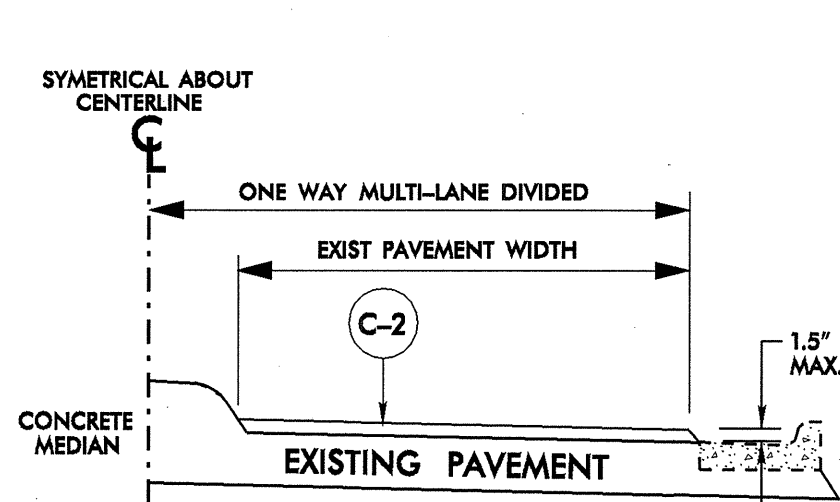 SYMETRICAL ABOUT
CENTERLINE
CL
ONE WAY MULTI-LANE DIVIDED
EXIST PAVEMENT WIDTH
C-2
1.5"
MAX.
CONCRETE
MEDIAN
EXISTING PAVEMENT